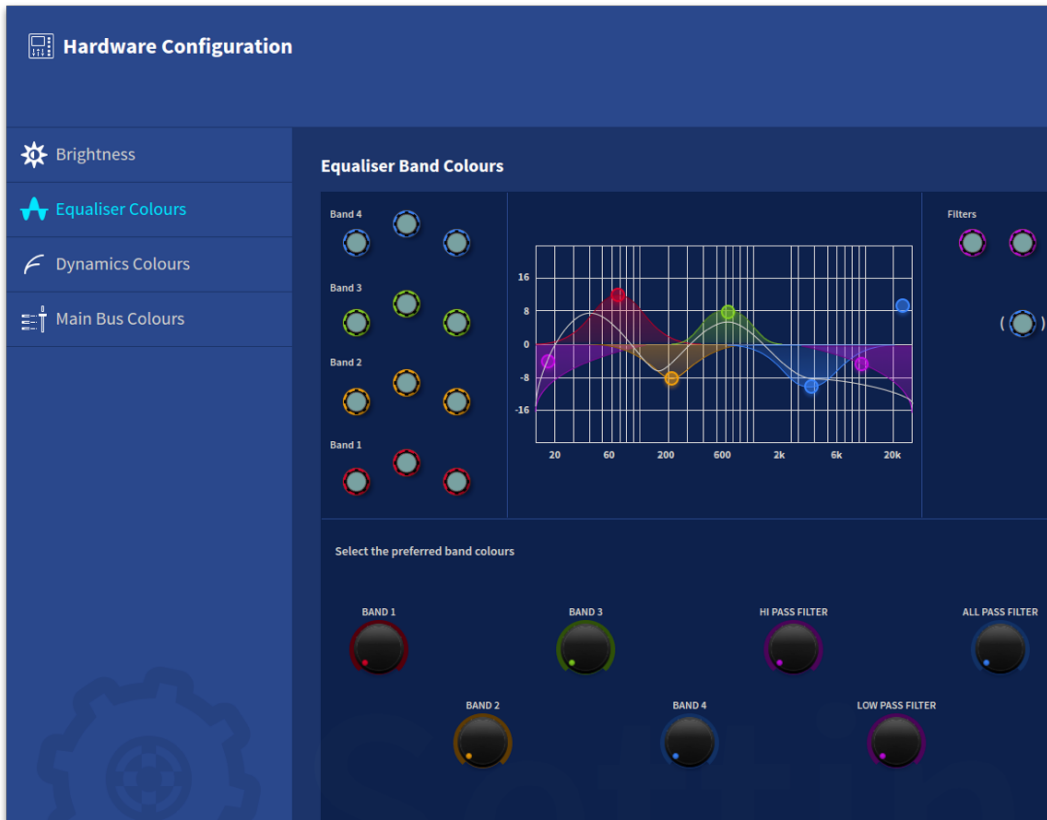 Hardware Configuration
Brightness
Equaliser Colours
Dynamics Colours
Main Bus Colours
Equaliser Band Colours
Band 4
Band 3
Band 2
Band 1
16
8
0
-8
-16
20 60 200 600 2k 6k 20k
Filters
( )
Select the preferred band colours
BAND 1 BAND 3 HI PASS FILTER ALL PASS FILTER
BAND 2 BAND 4 LOW PASS FILTER